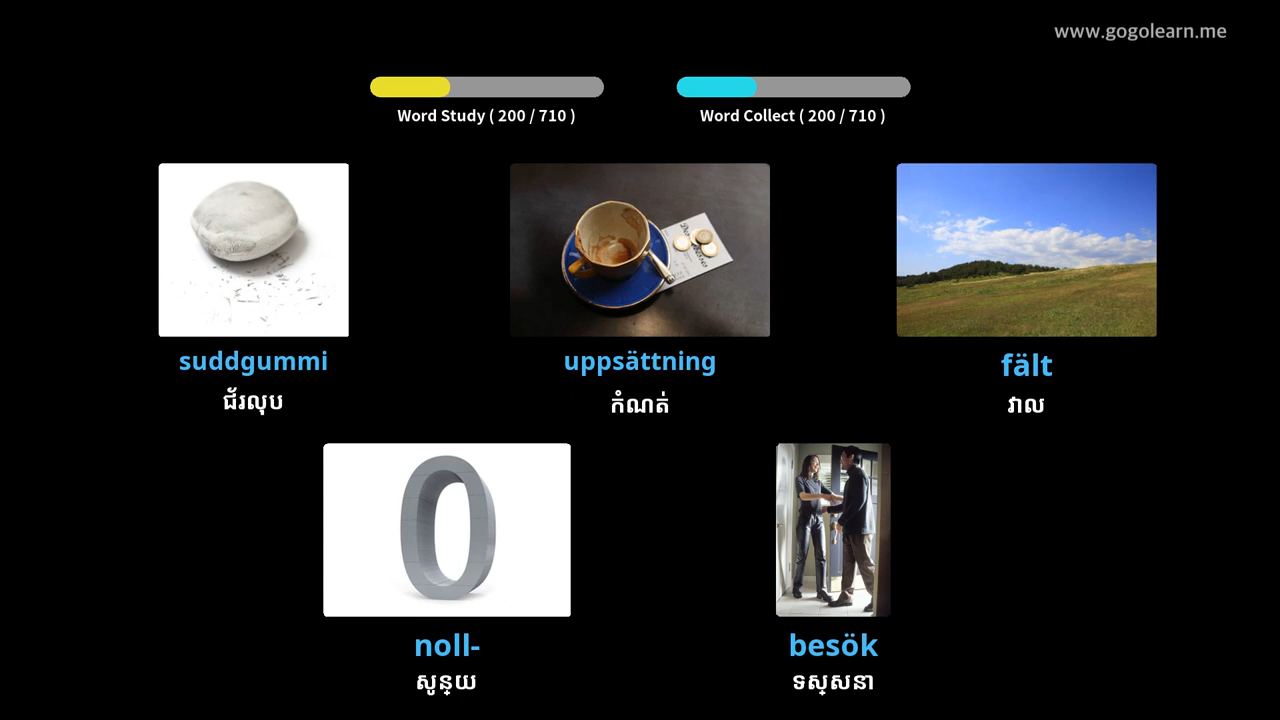 www.gogolearn.me
Word Study ( 200 / 710 )
Word Collect ( 200 / 710 )
suddgummi
ជ័រលុប
uppsättning
កំណត់
fält
វាល
noll-
សូន្យ
besök
ទស្សនា